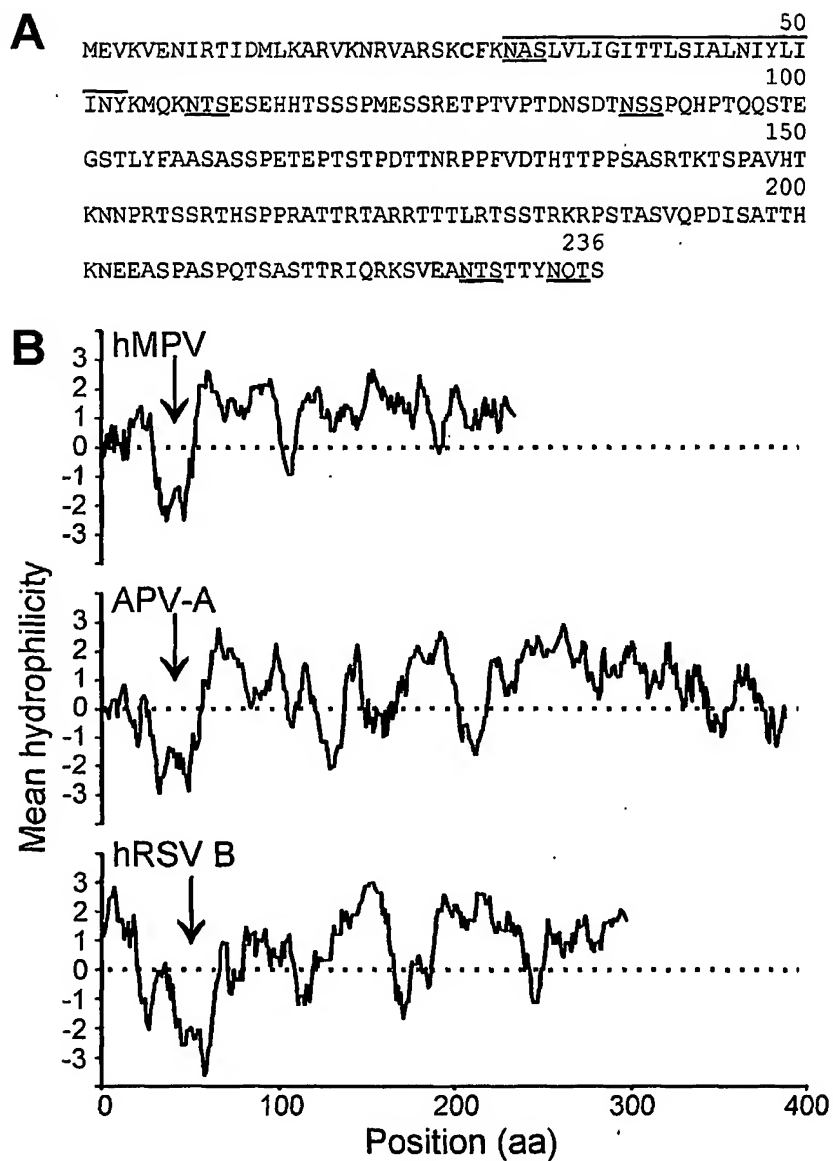 A
50
MEVKVENIRTIDMLKARVKNRVARSKCFKNASLVLIGITTLSIALNIYLI
100
INYKMQKNTSESEHHTSSSPMESSRETPTVPTDNSDTNSSPQHPTQQSTE
150
GSTLYFAASASSPETEPTSTPDTTNRPPFVDTHTTPPSASRTKTSPAVHT
200
KNNPRTSSRTHSPPRATTRTARRTTTLRTSSTRKRPSTASVQPDISATTH
236
KNEEASPASPQTSASTTRIQRKSVEANTSTTYNQTS
B
hMPV
3
2
1
0
-1
-2
-3
APV-A
3
2
1
0
-1
-2
-3
hRSV B
3
2
1
0
-1
-2
-3
Mean hydrophilicity
0 100 200 300 400
Position (aa)